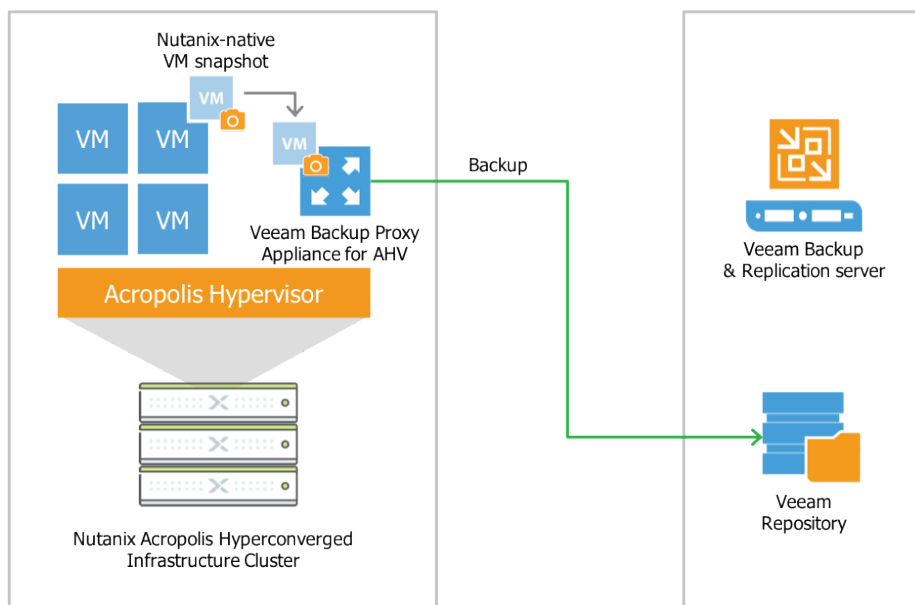 Nutanix-native
VM snapshot
VM
VM
VM
VM
VM
VM
Backup
Veeam Backup Proxy
Appliance for AHV
Acropolis Hypervisor
Nutanix Acropolis Hyperconverged
Infrastructure Cluster
Veeam Backup
& Replication server
Veeam
Repository